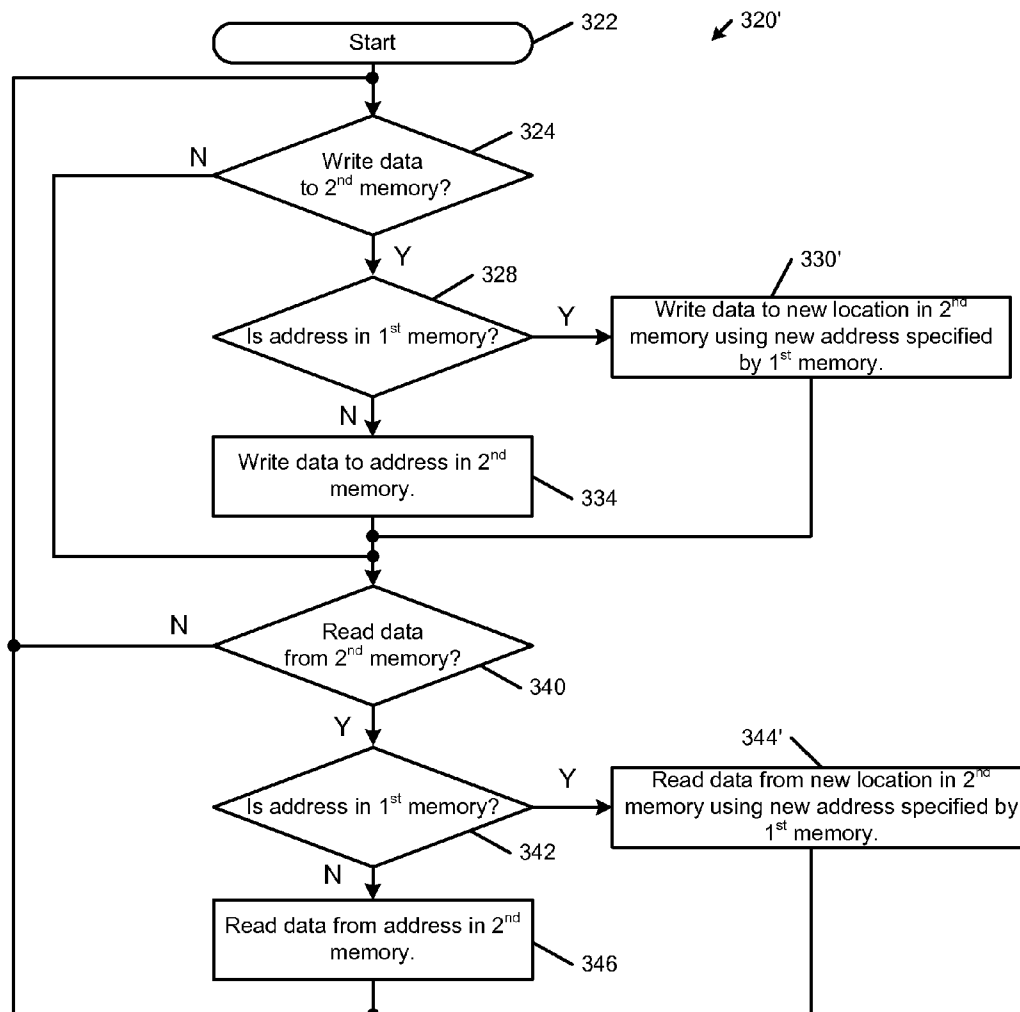 320'
Start
322
324
N
Write data
to 2nd memory?
Y
328
330'
Is address in 1st memory?
Y
Write data to new location in 2nd
memory using new address specified
by 1st memory.
N
Write data to address in 2nd
memory.
334
N
Read data
from 2nd memory?
340
Y
344'
Is address in 1st memory?
Y
Read data from new location in 2nd
memory using new address specified by
1st memory.
342
N
Read data from address in 2nd
memory.
346